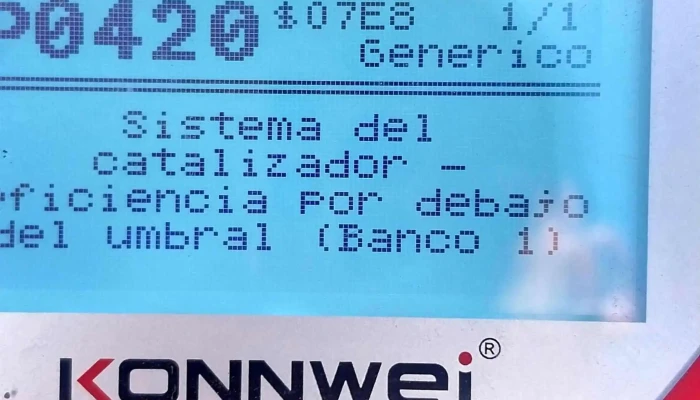 P0420 $07E8 1/1
Generico
Sistema del
catalizador -
eficiencia por debajo
del umbral (Banco 1)
KONNWEI®